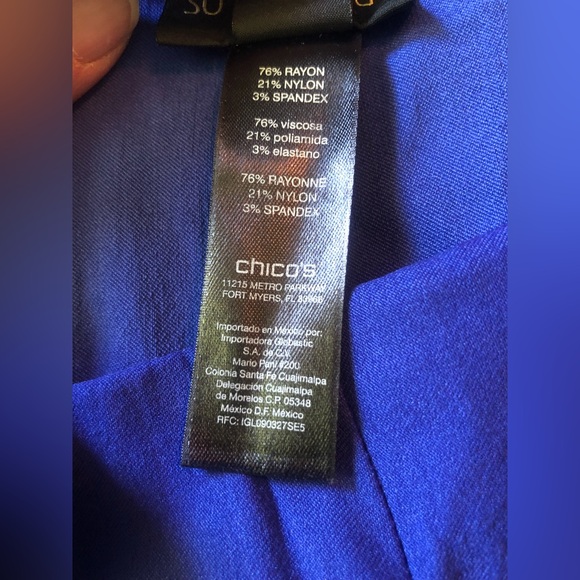 SO
76% RAYON
21% NYLON
3% SPANDEX
76% viscosa
21% poliamida
3% elastano
76% RAYONNE
21% NYLON
3% SPANDEX
chico's
11215 METRO PARKWAY
FORT MYERS, FL 33966
Importado en México por:
Importadora Globastic
S.A. de C.V.
Mario Pani #200
Colonia Santa Fe Cuajimalpa
Delegación Cuajimalpa
de Morelos C.P. 05348
México D.F. México
RFC: IGL090327SE5